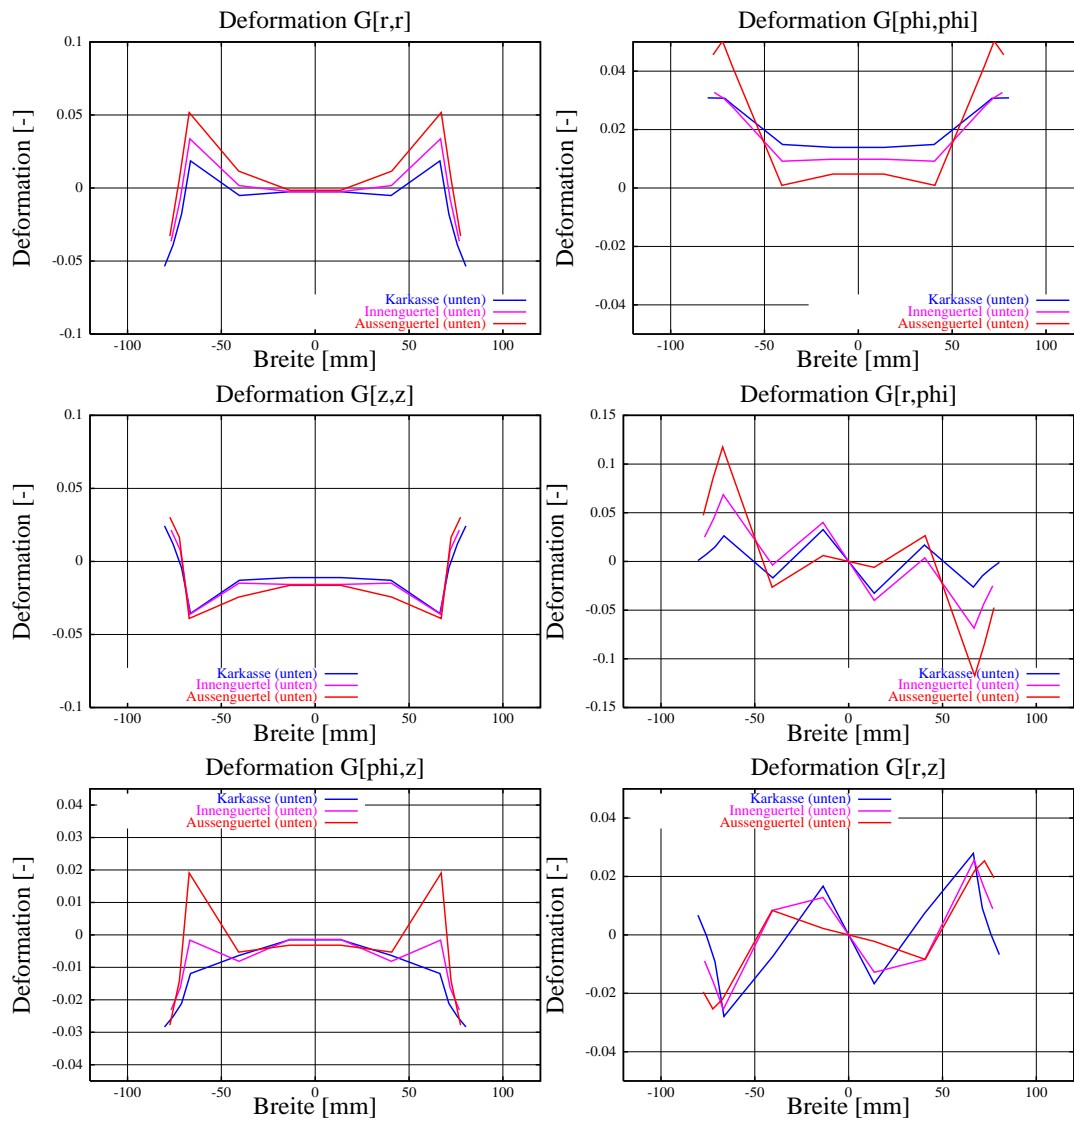 Deformation G[r,r]
Deformation [-]
0.1
0.05
0
-0.05
-0.1
Karkasse (unten)
Innenguertel (unten)
Aussenguertel (unten)
-100 -50 0 50 100
Breite [mm]
Deformation G[phi,phi]
Deformation [-]
0.04
0.02
0
-0.02
-0.04
Karkasse (unten)
Innenguertel (unten)
Aussenguertel (unten)
-100 -50 0 50 100
Breite [mm]
Deformation G[z,z]
Deformation [-]
0.1
0.05
0
-0.05
-0.1
Karkasse (unten)
Innenguertel (unten)
Aussenguertel (unten)
-100 -50 0 50 100
Breite [mm]
Deformation G[r,phi]
Deformation [-]
0.15
0.1
0.05
0
-0.05
-0.1
-0.15
Karkasse (unten)
Innenguertel (unten)
Aussenguertel (unten)
-100 -50 0 50 100
Breite [mm]
Deformation G[phi,z]
Deformation [-]
Karkasse (unten)
Innenguertel (unten)
Aussenguertel (unten)
0.04
0.03
0.02
0.01
0
-0.01
-0.02
-0.03
-0.04
-100 -50 0 50 100
Breite [mm]
Deformation G[r,z]
Deformation [-]
Karkasse (unten)
Innenguertel (unten)
Aussenguertel (unten)
0.04
0.02
0
-0.02
-0.04
-100 -50 0 50 100
Breite [mm]